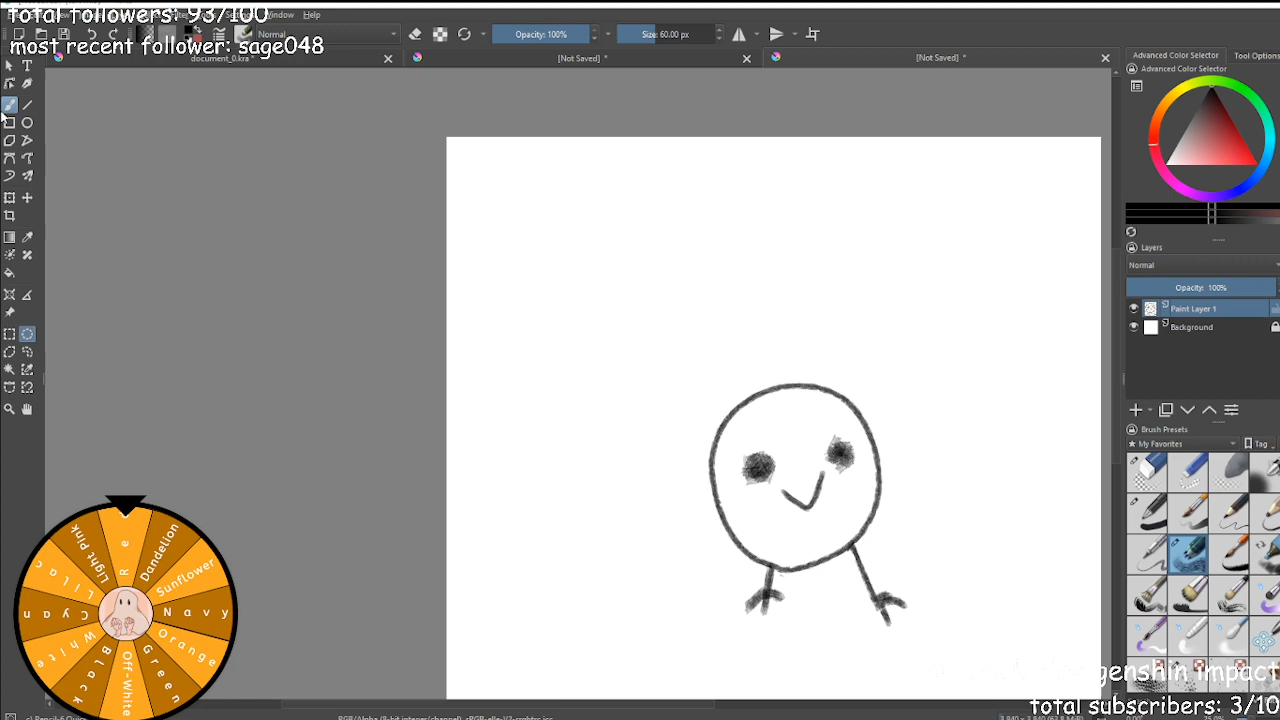 total followers: 93/100
Window
Help
most recent follower: sage048
Normal
Opacity: 100%
Size: 60.00 px
document_0.kra *
[Not Saved] *
[Not Saved] *
Advanced Color Selector
Tool Options
Advanced Color Selector
Layers
Normal
Opacity: 100%
Paint Layer 1
Background
Brush Presets
My Favorites
Tag
Dandelion
Sunflower
Navy
Orange
Green
Off-White
Black
White
Cyan
Lilac
Light Pink
genshin impact
total subscribers: 3/10